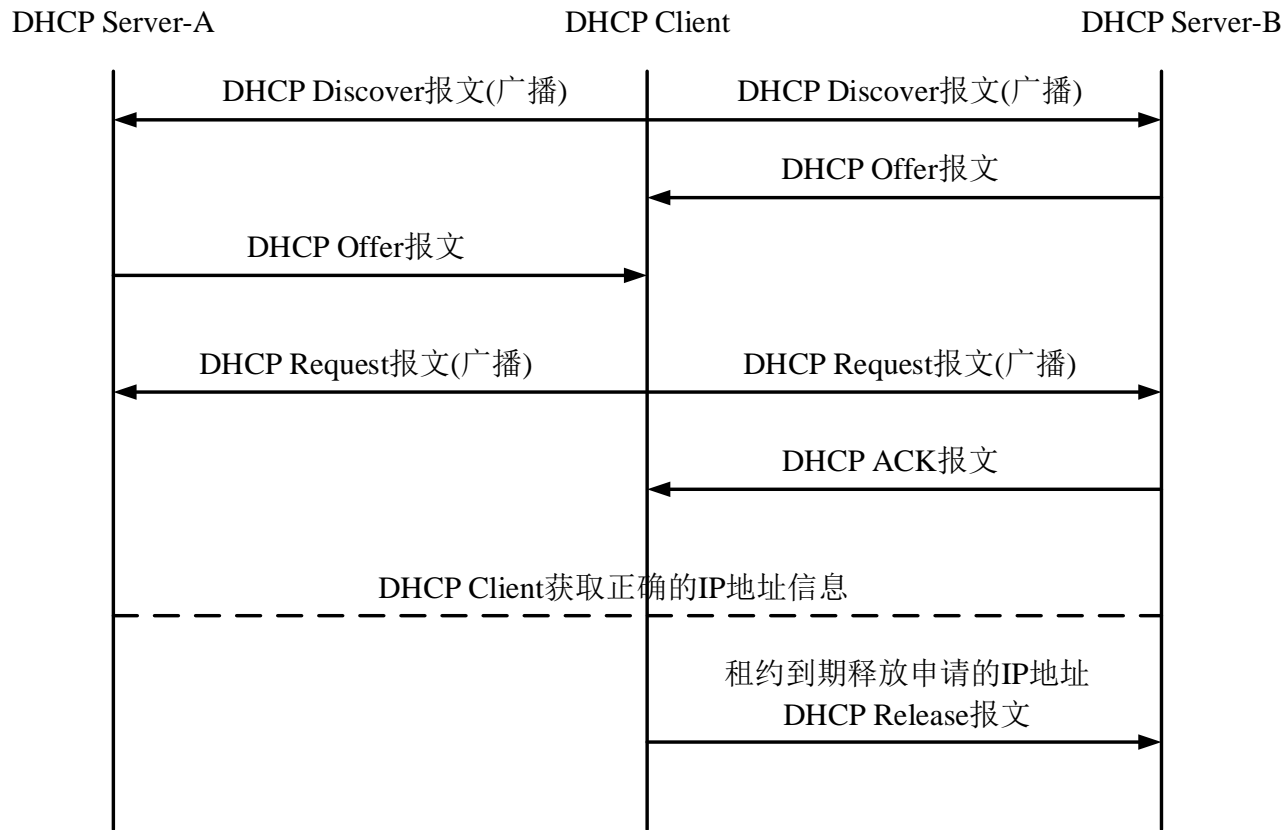 DHCP Server-A
DHCP Client
DHCP Server-B
DHCP Discover报文(广播)
DHCP Discover报文(广播)
DHCP Offer报文
DHCP Offer报文
DHCP Request报文(广播)
DHCP Request报文(广播)
DHCP ACK报文
DHCP Client获取正确的IP地址信息
租约到期释放申请的IP地址
DHCP Release报文